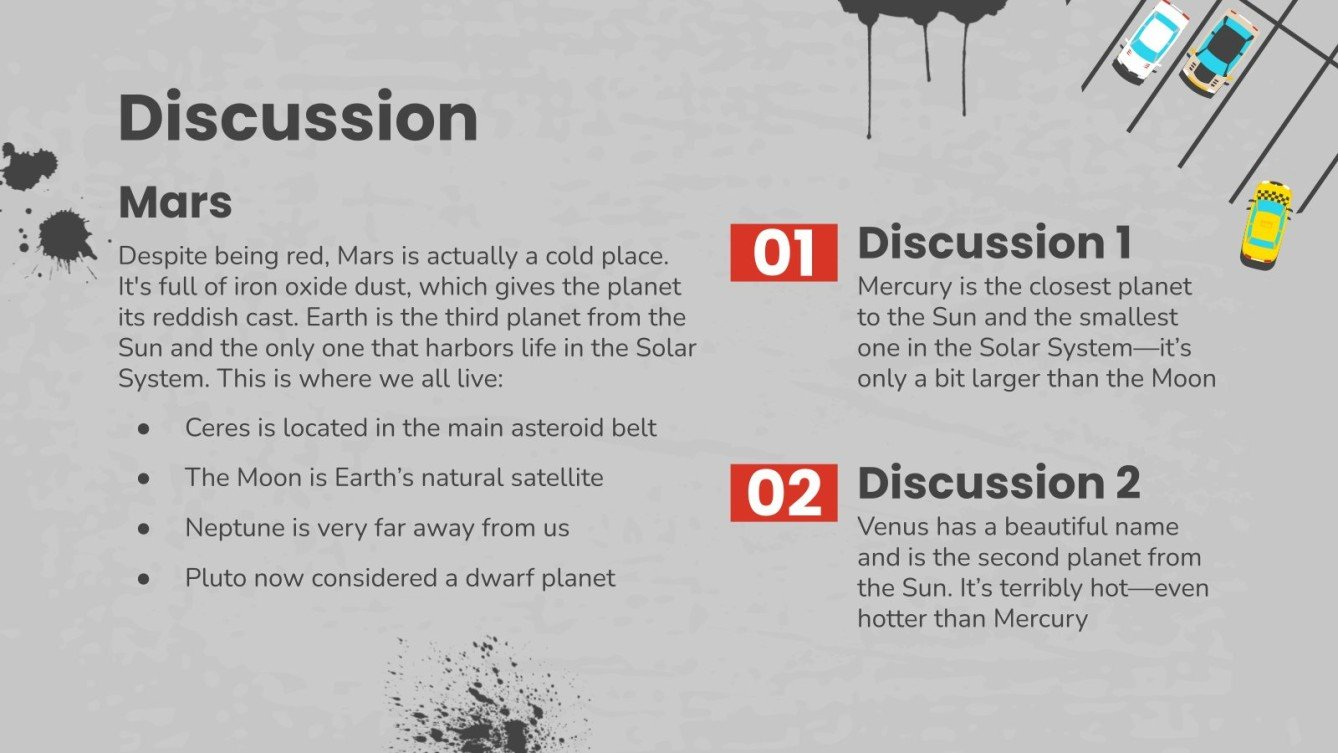 Discussion
Mars
Despite being red, Mars is actually a cold place.
It's full of iron oxide dust, which gives the planet
its reddish cast. Earth is the third planet from the
Sun and the only one that harbors life in the Solar
System. This is where we all live:
● Ceres is located in the main asteroid belt
● The Moon is Earth’s natural satellite
● Neptune is very far away from us
● Pluto now considered a dwarf planet
01
Discussion 1
Mercury is the closest planet
to the Sun and the smallest
one in the Solar System—it’s
only a bit larger than the Moon
02
Discussion 2
Venus has a beautiful name
and is the second planet from
the Sun. It’s terribly hot—even
hotter than Mercury